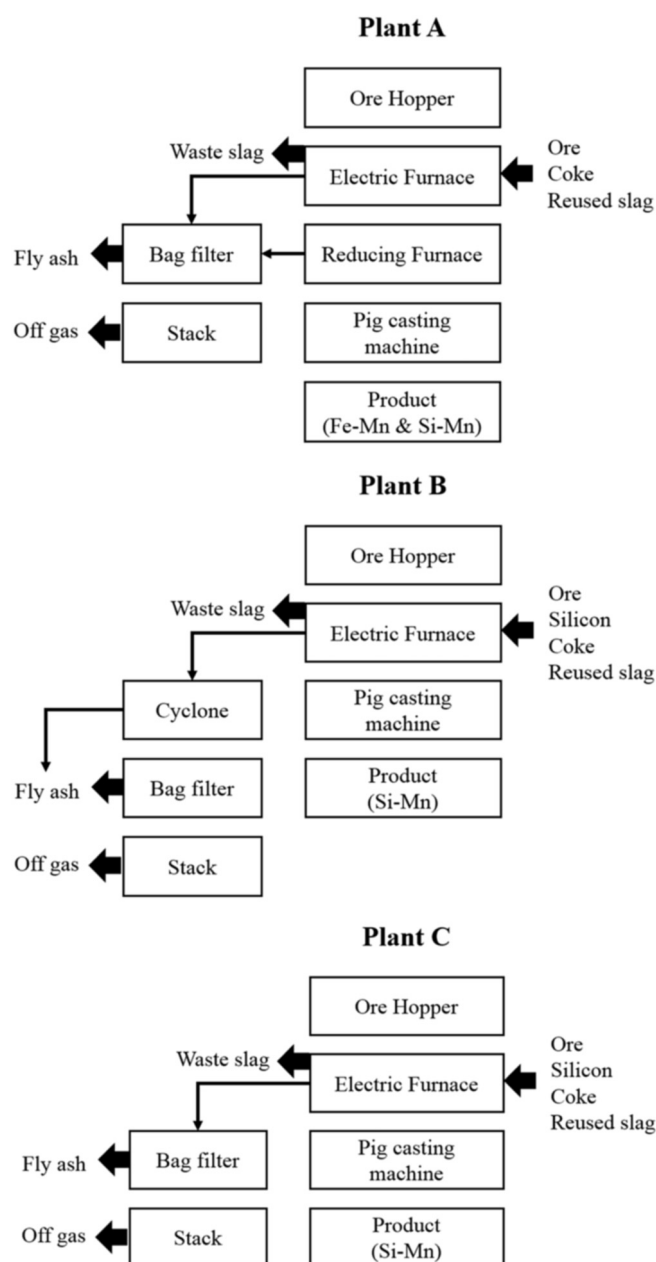 Plant A
Ore Hopper
Waste slag
Electric Furnace
Ore
Coke
Reused slag
Fly ash
Bag filter
Reducing Furnace
Off gas
Stack
Pig casting
machine
Product
(Fe-Mn & Si-Mn)
Plant B
Ore Hopper
Waste slag
Electric Furnace
Ore
Silicon
Coke
Reused slag
Cyclone
Pig casting
machine
Fly ash
Bag filter
Product
(Si-Mn)
Off gas
Stack
Plant C
Ore Hopper
Waste slag
Electric Furnace
Ore
Silicon
Coke
Reused slag
Fly ash
Bag filter
Pig casting
machine
Off gas
Stack
Product
(Si-Mn)